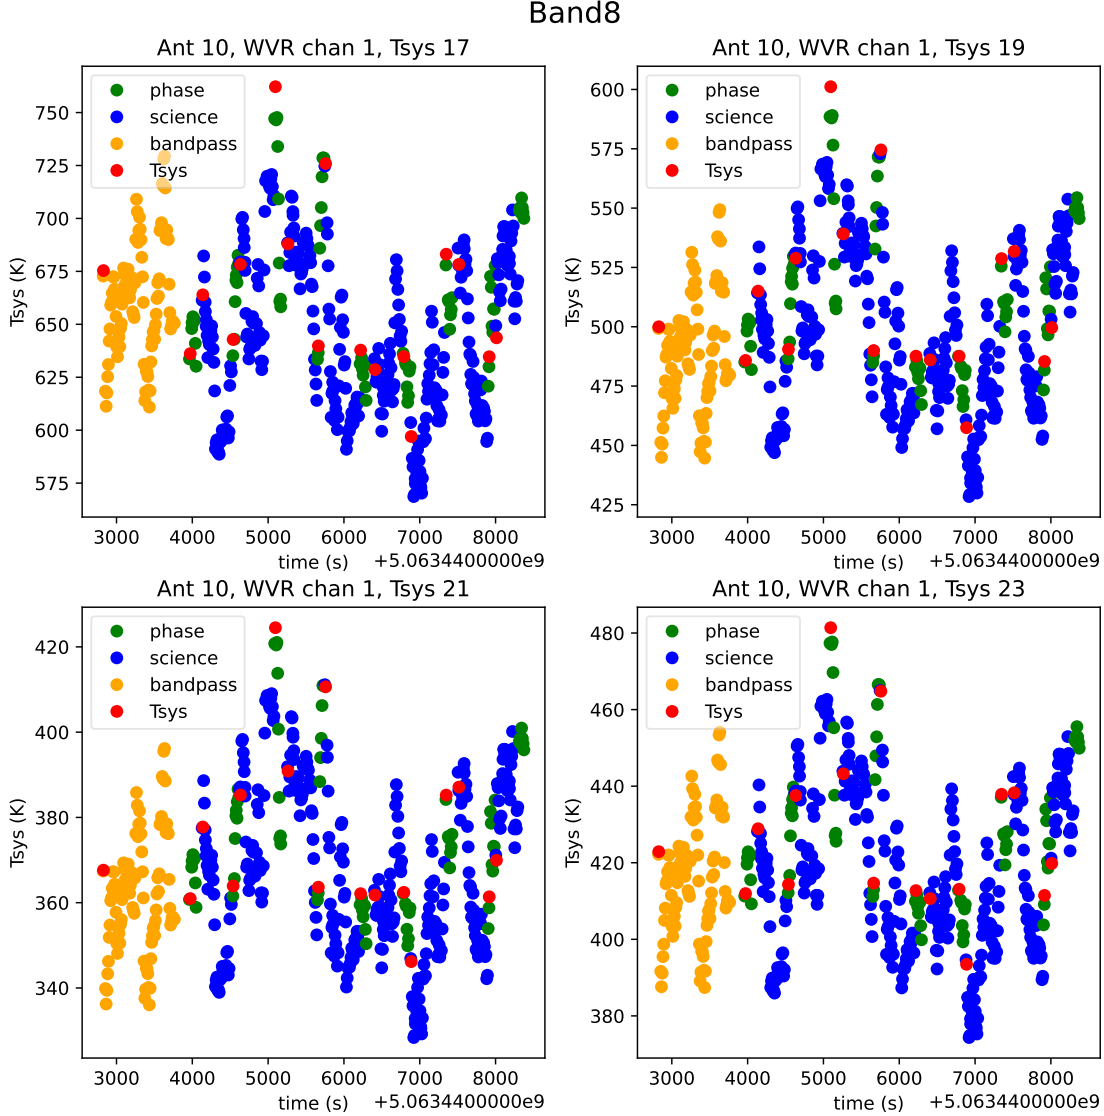 Band8
Ant 10, WVR chan 1, Tsys 17
Tsys (K)
750
725
700
675
650
625
600
575
phase
science
bandpass
Tsys
3000 4000 5000 6000 7000 8000
time (s) +5.0634400000e9
Ant 10, WVR chan 1, Tsys 19
Tsys (K)
600
575
550
525
500
475
450
425
phase
science
bandpass
Tsys
3000 4000 5000 6000 7000 8000
time (s) +5.0634400000e9
Ant 10, WVR chan 1, Tsys 21
Tsys (K)
420
400
380
360
340
phase
science
bandpass
Tsys
3000 4000 5000 6000 7000 8000
time (s) +5.0634400000e9
Ant 10, WVR chan 1, Tsys 23
Tsys (K)
480
460
440
420
400
380
phase
science
bandpass
Tsys
3000 4000 5000 6000 7000 8000
time (s) +5.0634400000e9